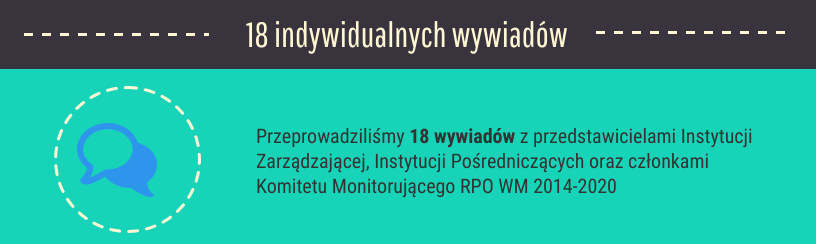 18 indywidualnych wywiadów
Przeprowadziliśmy 18 wywiadów z przedstawicielami Instytucji
Zarządzającej, Instytucji Pośredniczących oraz członkami
Komitetu Monitorującego RPO WM 2014-2020